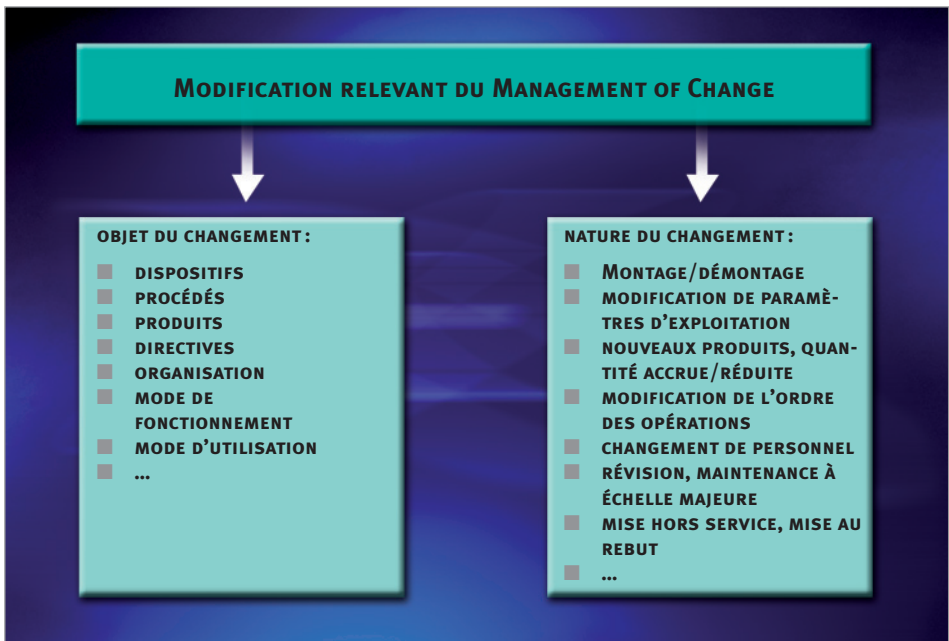 Modification relevant du Management of Change
objet du changement :
dispositifs
procédés
produits
directives
organisation
mode de
fonctionnement
mode d'utilisation
...
nature du changement :
Montage/démontage
modification de paramè-
tres d'exploitation
nouveaux produits, quan-
tité accrue/réduite
modification de l'ordre
des opérations
changement de personnel
révision, maintenance à
échelle majeure
mise hors service, mise au
rebut
...